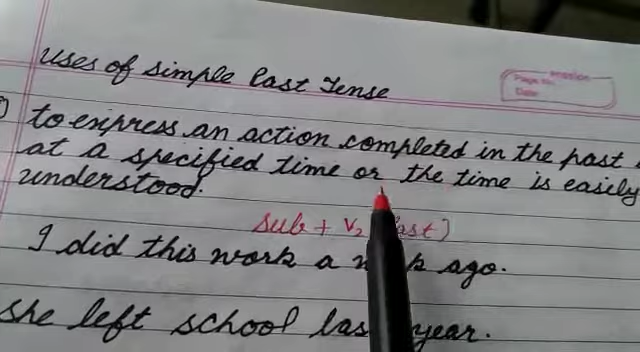 uses of simple Past Tense
Page No.
Date
to express an action completed in the past
at a specified time or the time is easily
understood.
sub + V2
I did this work a ago.
she left school last year.